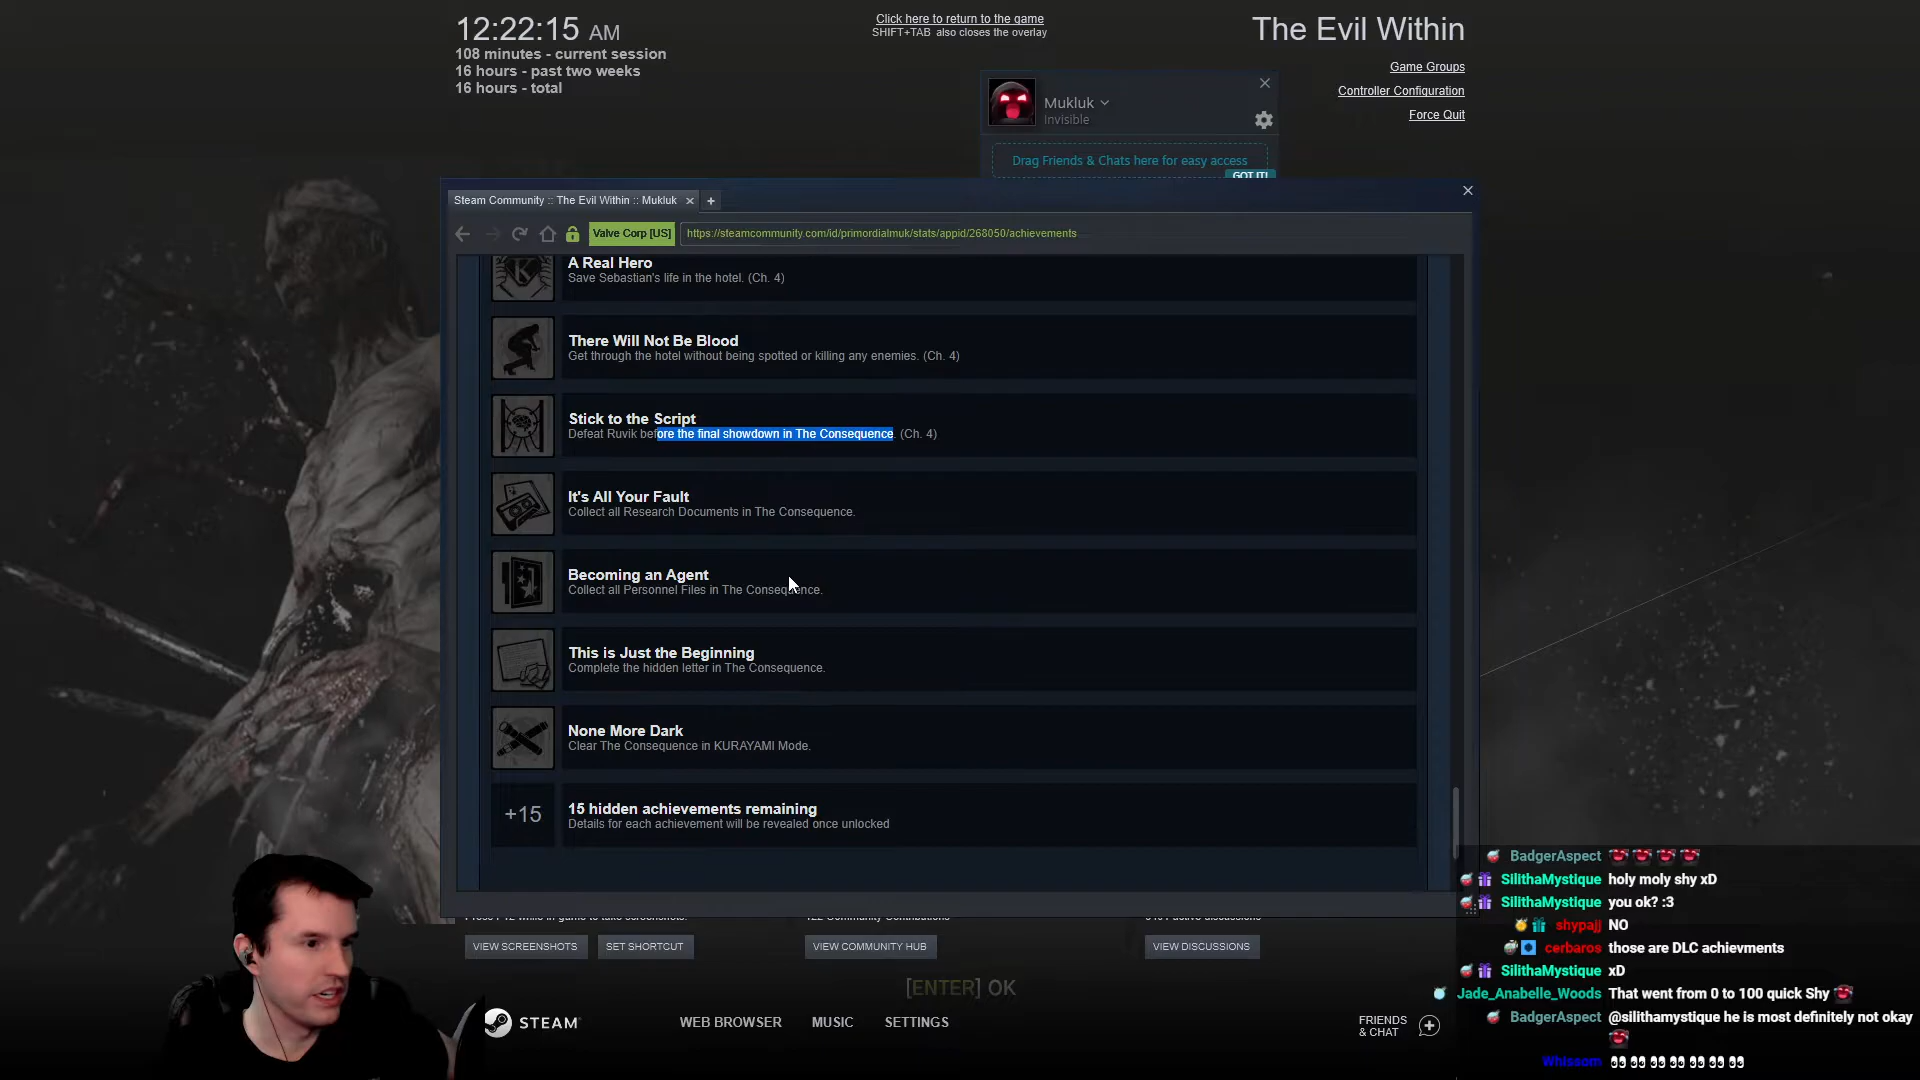 12:22:15 AM
108 minutes - current session
16 hours - past two weeks
16 hours - total
Click here to return to the game
SHIFT+TAB also closes the overlay
The Evil Within
Game Groups
Controller Configuration
Force Quit
Mukluk
Invisible
Drag Friends & Chats here for easy access
GOT IT!
Steam Community :: The Evil Within :: Mukluk
Valve Corp [US]
https://steamcommunity.com/id/primordialmuk/stats/appid/268050/achievements
A Real Hero
Save Sebastian's life in the hotel. (Ch. 4)
There Will Not Be Blood
Get through the hotel without being spotted or killing any enemies. (Ch. 4)
Stick to the Script
Defeat Ruvik before the final showdown in The Consequence. (Ch. 4)
It's All Your Fault
Collect all Research Documents in The Consequence.
Becoming an Agent
Collect all Personnel Files in The Consequence.
This is Just the Beginning
Complete the hidden letter in The Consequence.
None More Dark
Clear The Consequence in KURAYAMI Mode.
+15
15 hidden achievements remaining
Details for each achievement will be revealed once unlocked
VIEW SCREENSHOTS
SET SHORTCUT
VIEW COMMUNITY HUB
VIEW DISCUSSIONS
[ENTER] OK
STEAM
WEB BROWSER
MUSIC
SETTINGS
FRIENDS
& CHAT
BadgerAspect
SilithaMystique holy moly shy xD
SilithaMystique you ok? :3
shypajj NO
cerbaros those are DLC achievments
SilithaMystique xD
Jade_Anabelle_Woods That went from 0 to 100 quick Shy
BadgerAspect @silithamystique he is most definitely not okay
Whissom